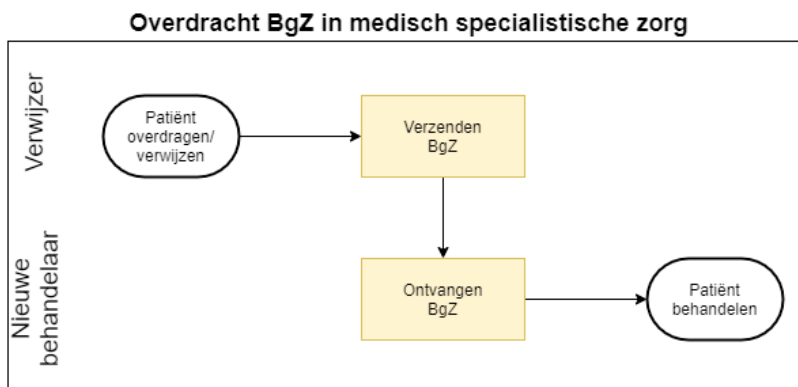 Overdracht BgZ in medisch specialistische zorg
Verwijzer
Patiënt
overdragen/
verwijzen
Verzenden
BgZ
Nieuwe
behandelaar
Ontvangen
BgZ
Patiënt
behandelen